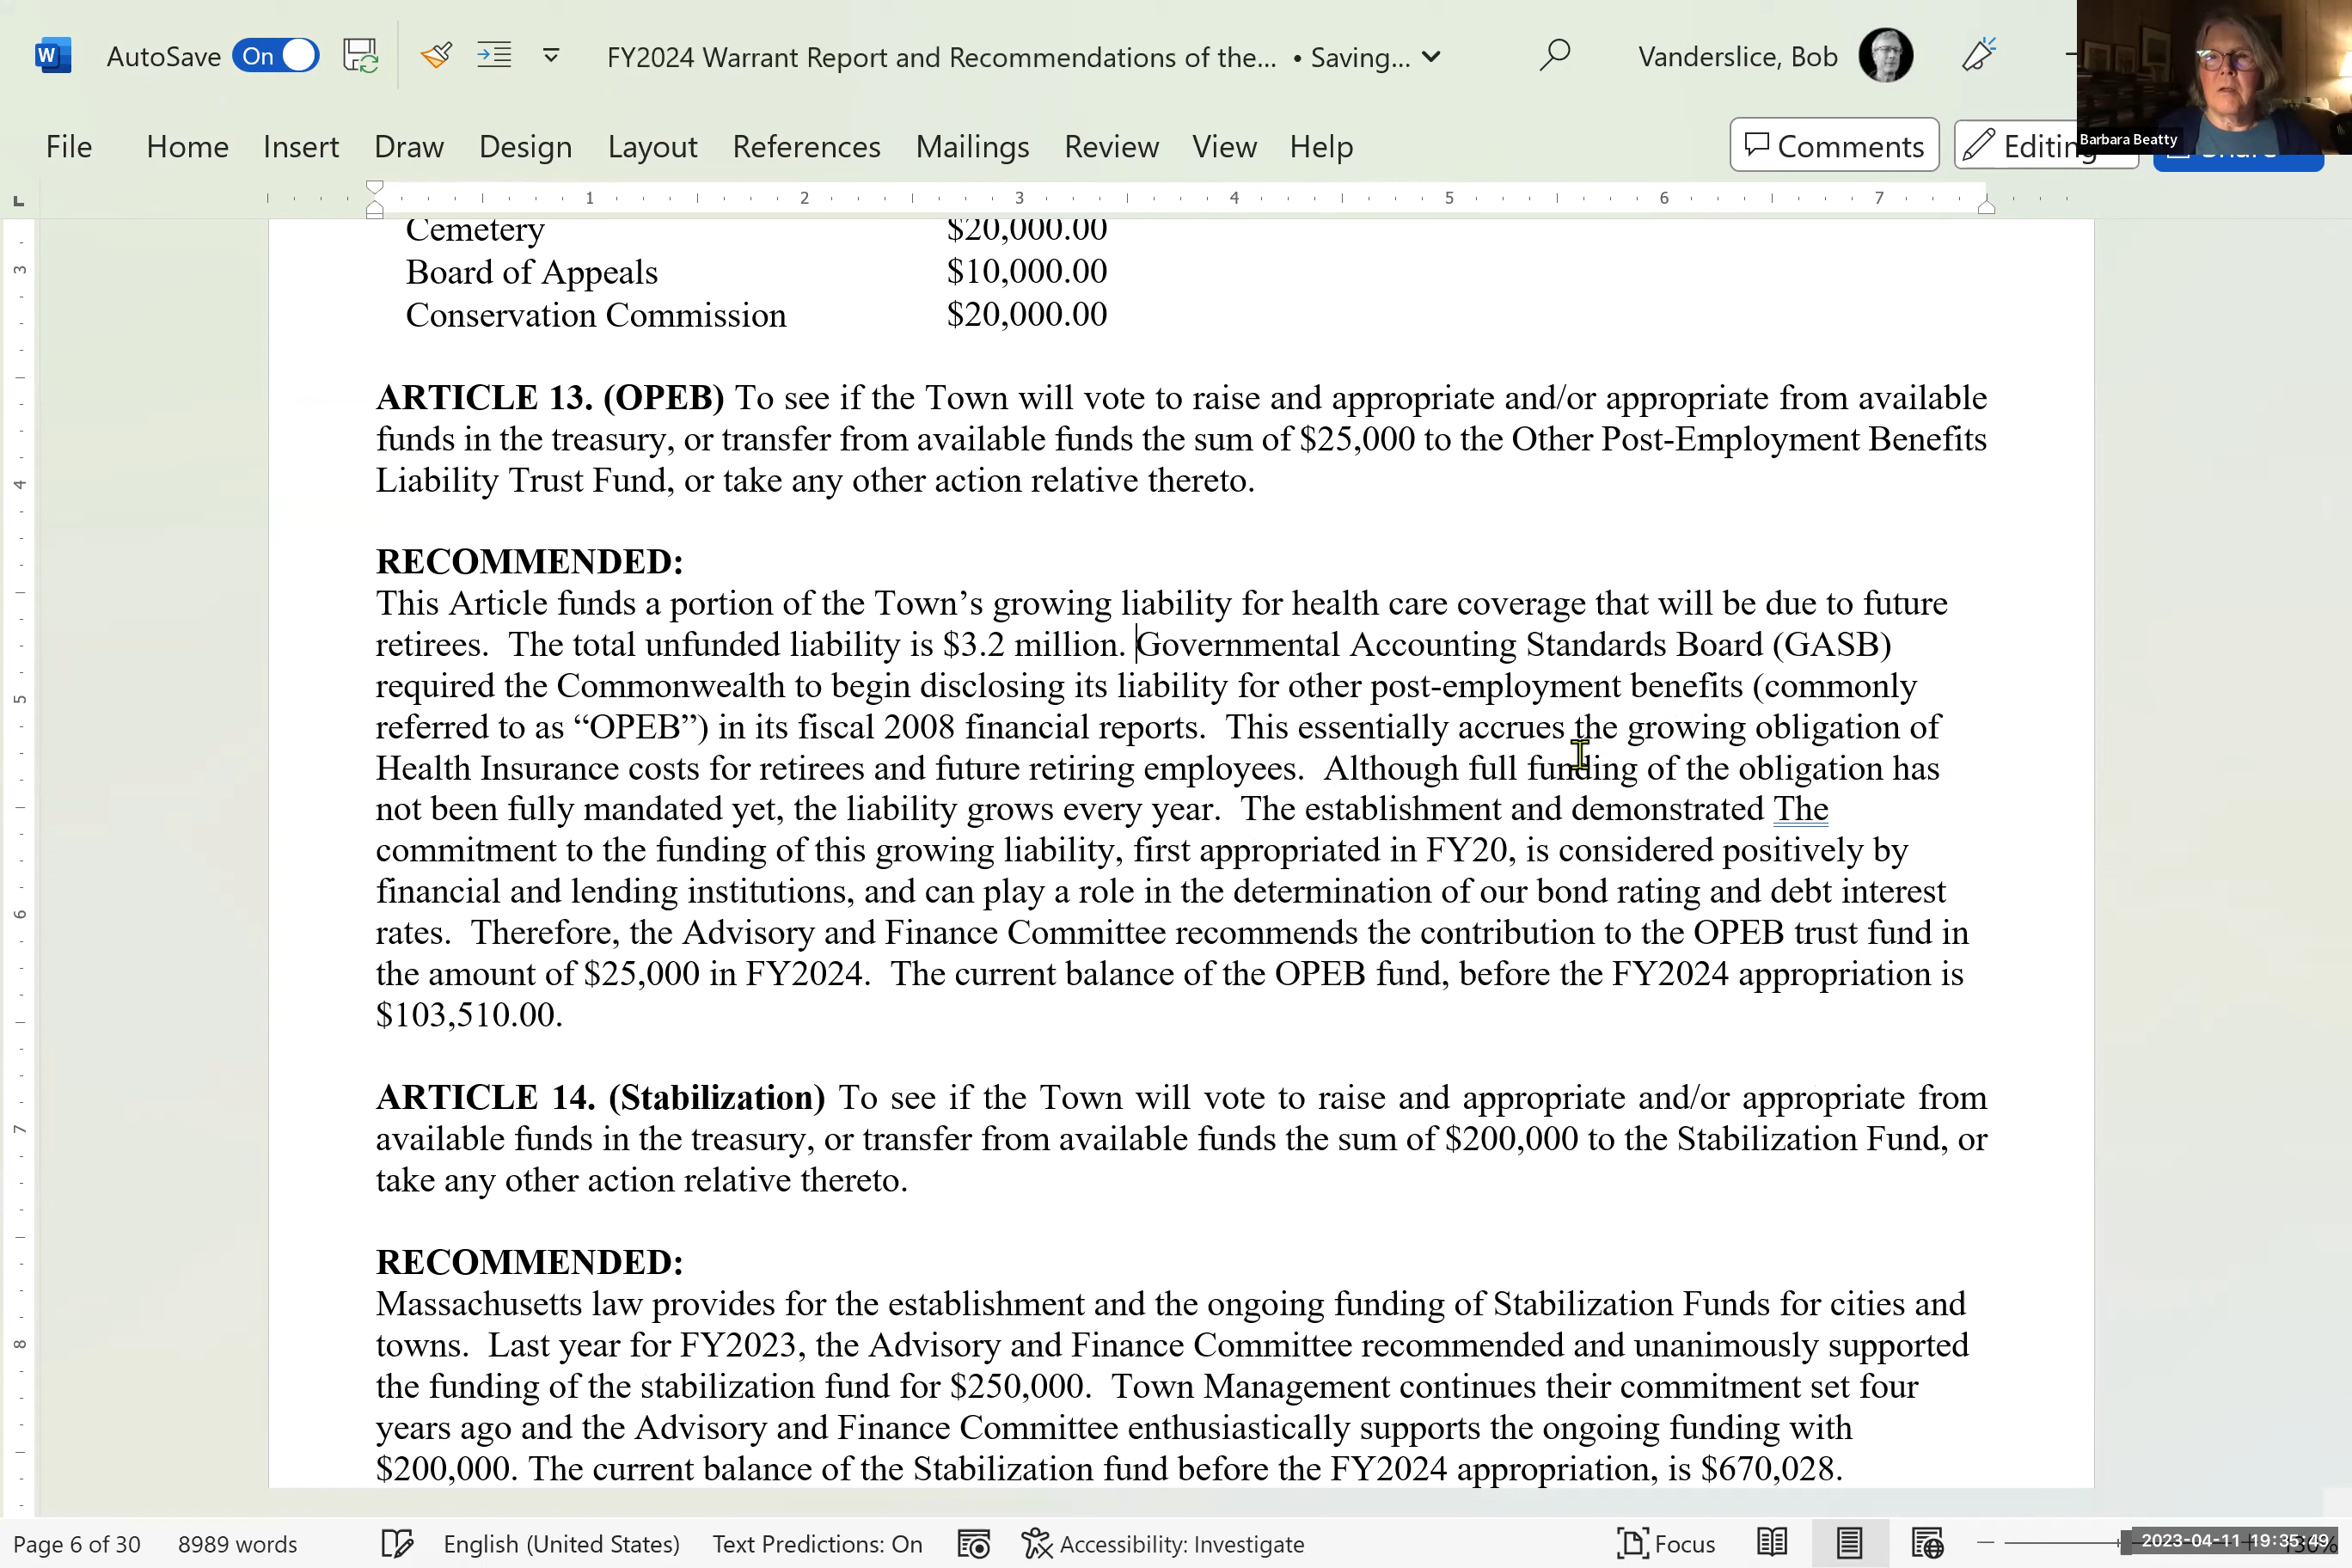 AutoSave On FY2024 Warrant Report and Recommendations of the... • Saving... Vanderslice, Bob
File Home Insert Draw Design Layout References Mailings Review View Help Comments Editing
Barbara Beatty
1 2 3 4 5 6 7
Cemetery $20,000.00
Board of Appeals $10,000.00
Conservation Commission $20,000.00
ARTICLE 13. (OPEB) To see if the Town will vote to raise and appropriate and/or appropriate from available
funds in the treasury, or transfer from available funds the sum of $25,000 to the Other Post-Employment Benefits
Liability Trust Fund, or take any other action relative thereto.
RECOMMENDED:
This Article funds a portion of the Town’s growing liability for health care coverage that will be due to future
retirees. The total unfunded liability is $3.2 million. Governmental Accounting Standards Board (GASB)
required the Commonwealth to begin disclosing its liability for other post-employment benefits (commonly
referred to as “OPEB”) in its fiscal 2008 financial reports. This essentially accrues the growing obligation of
Health Insurance costs for retirees and future retiring employees. Although full funding of the obligation has
not been fully mandated yet, the liability grows every year. The establishment and demonstrated The
commitment to the funding of this growing liability, first appropriated in FY20, is considered positively by
financial and lending institutions, and can play a role in the determination of our bond rating and debt interest
rates. Therefore, the Advisory and Finance Committee recommends the contribution to the OPEB trust fund in
the amount of $25,000 in FY2024. The current balance of the OPEB fund, before the FY2024 appropriation is
$103,510.00.
ARTICLE 14. (Stabilization) To see if the Town will vote to raise and appropriate and/or appropriate from
available funds in the treasury, or transfer from available funds the sum of $200,000 to the Stabilization Fund, or
take any other action relative thereto.
RECOMMENDED:
Massachusetts law provides for the establishment and the ongoing funding of Stabilization Funds for cities and
towns. Last year for FY2023, the Advisory and Finance Committee recommended and unanimously supported
the funding of the stabilization fund for $250,000. Town Management continues their commitment set four
years ago and the Advisory and Finance Committee enthusiastically supports the ongoing funding with
$200,000. The current balance of the Stabilization fund before the FY2024 appropriation, is $670,028.
3
4
5
6
7
8
Page 6 of 30 8989 words English (United States) Text Predictions: On Accessibility: Investigate Focus 2023-04-11 19:35:49